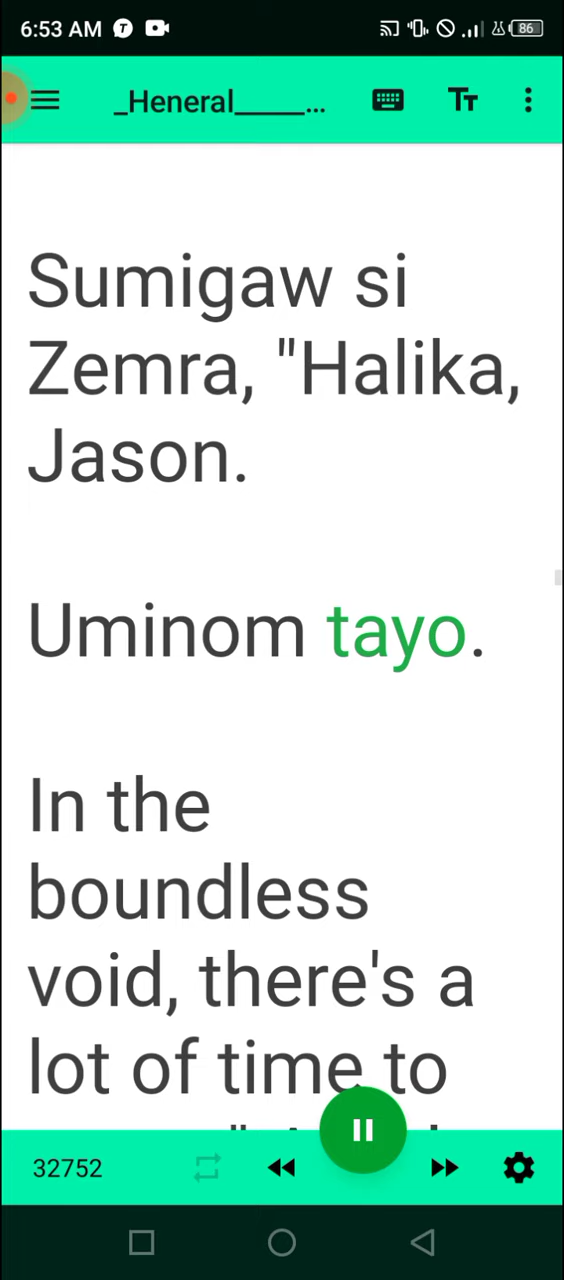 6:53 AM
86
_Heneral_____...
Sumigaw si
Zemra, "Halika,
Jason.
Uminom tayo.
In the
boundless
void, there's a
lot of time to
32752